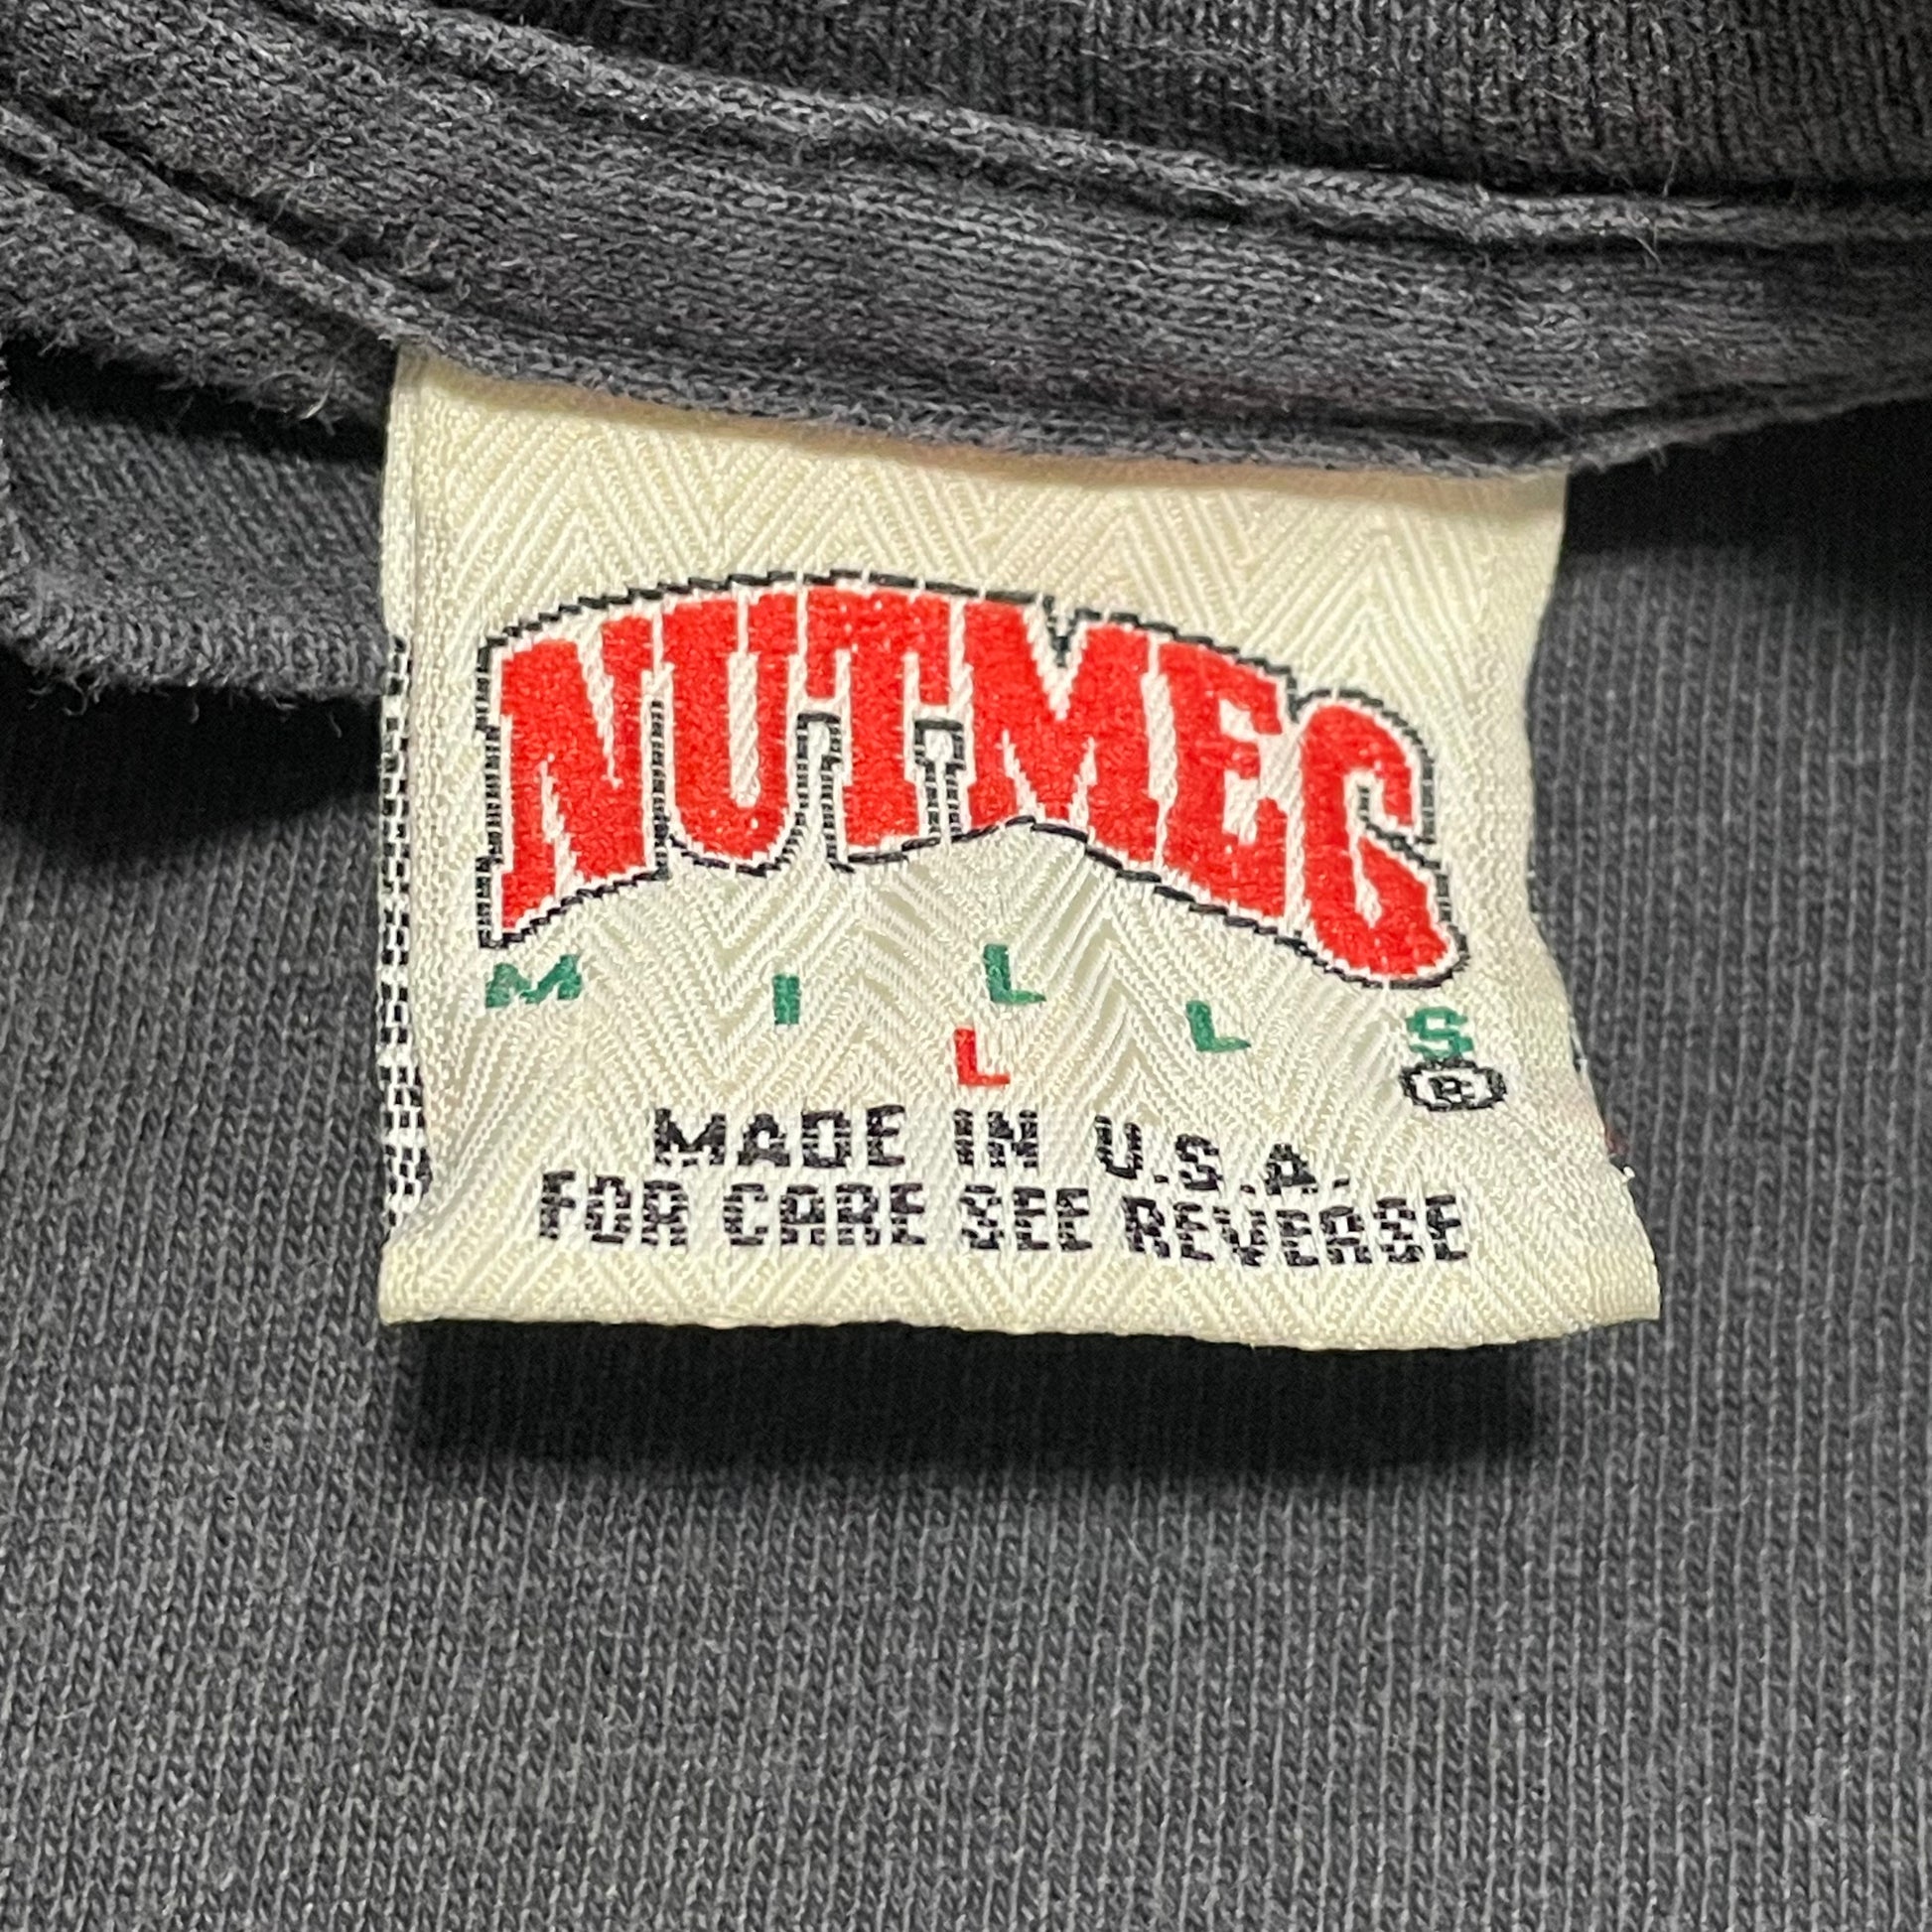 NUTMEG
MILLS
L
®
MADE IN U.S.A.
FOR CARE SEE REVERSE